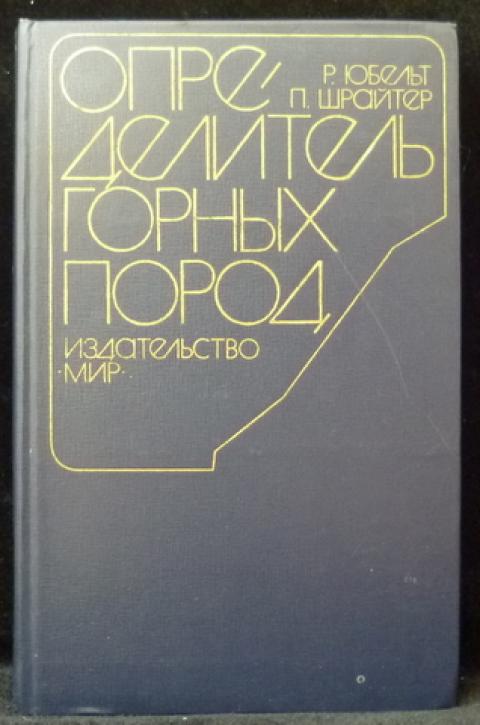 Р. ЮБЕЛЬТ
П. ШРАЙТЕР
ОПРЕ-
ДЕЛИТЕЛЬ
ГОРНЫХ
ПОРОД
ИЗДАТЕЛЬСТВО
·МИР·